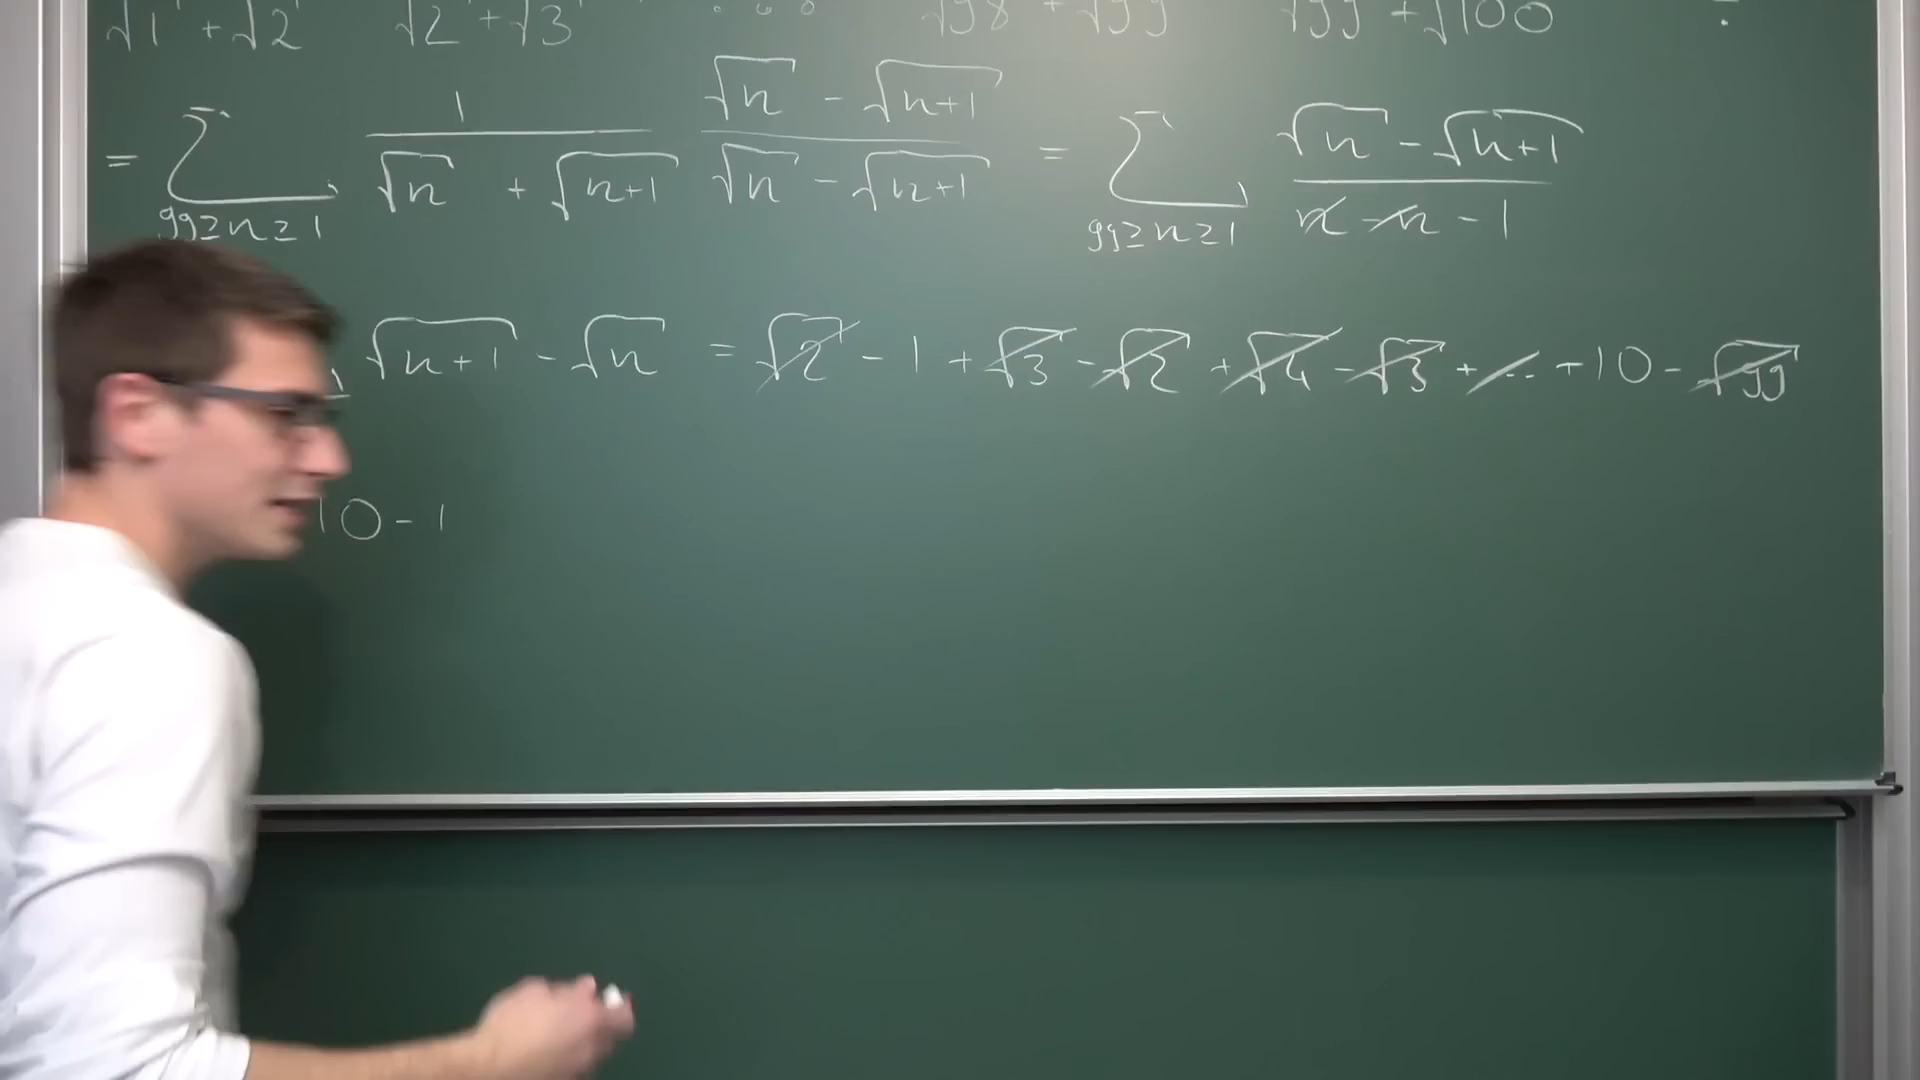 √1 + √2 √2 + √3 ... √98 + √99 √99 + √100 .
= ∑ 99≥n≥1 1/(√n + √(n+1)) (√n - √(n+1))/(√n - √(n+1)) = ∑ 99≥n≥1 (√n - √(n+1))/(n - n - 1)
√(n+1) - √n = √2 - 1 + √3 - √2 + √4 - √3 + ... + 10 - √99
10 - 1